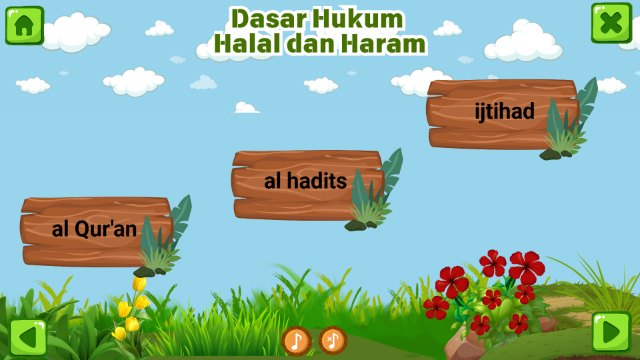 Dasar Hukum
Halal dan Haram
ijtihad
al hadits
al Qur'an